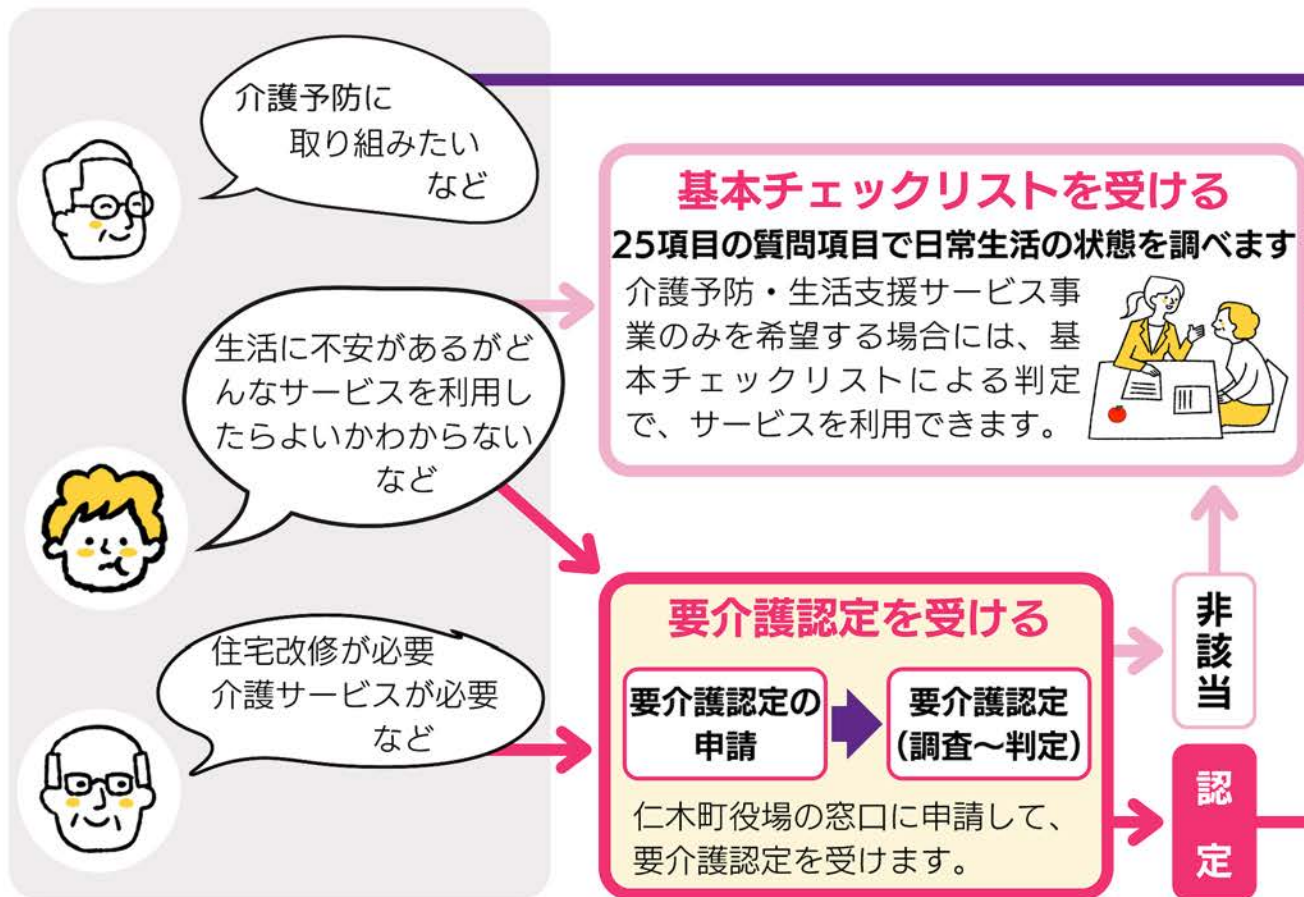 介護予防に
取り組みたい
など
生活に不安があるがど
んなサービスを利用し
たらよいかわからない
など
住宅改修が必要
介護サービスが必要
など
基本チェックリストを受ける
25項目の質問項目で日常生活の状態を調べます
介護予防・生活支援サービス事
業のみを希望する場合には、基
本チェックリストによる判定
で、サービスを利用できます。
要介護認定を受ける
要介護認定の
申請
要介護認定
(調査～判定)
仁木町役場の窓口に申請して、
要介護認定を受けます。
非該当
認定